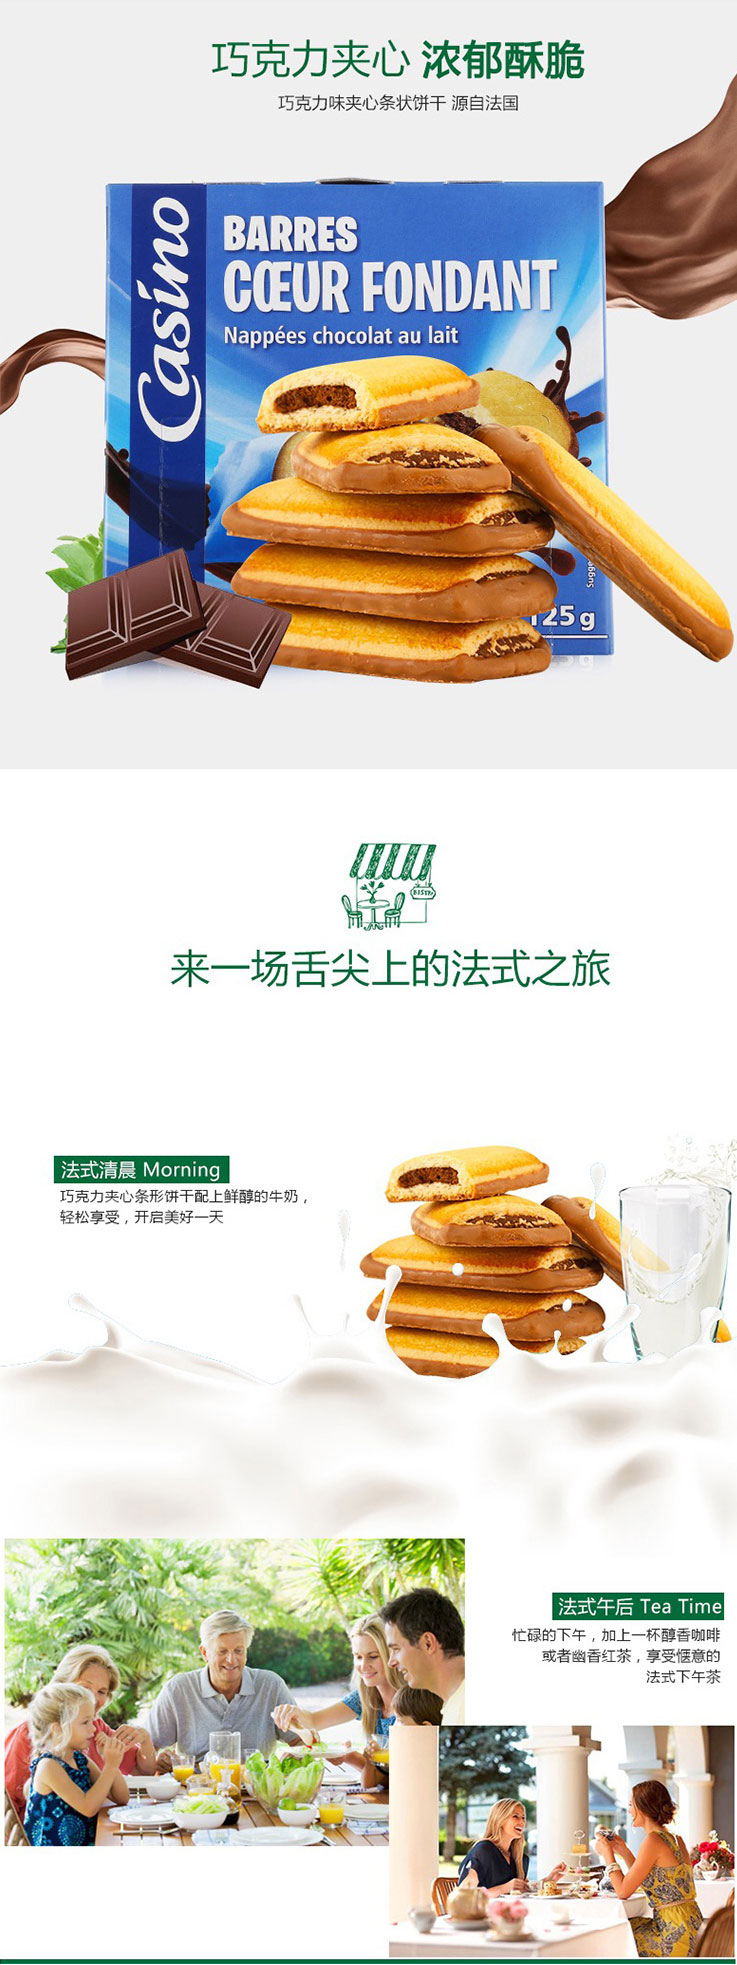 巧克力夹心 浓郁酥脆
巧克力味夹心条状饼干 源自法国
Casino
BARRES
CŒUR FONDANT
Nappées chocolat au lait
125g
BISTRO
来一场舌尖上的法式之旅
法式清晨 Morning
巧克力夹心条形饼干配上鲜醇的牛奶，
轻松享受，开启美好一天
法式午后 Tea Time
忙碌的下午，加上一杯醇香咖啡
或者幽香红茶，享受惬意的
法式下午茶